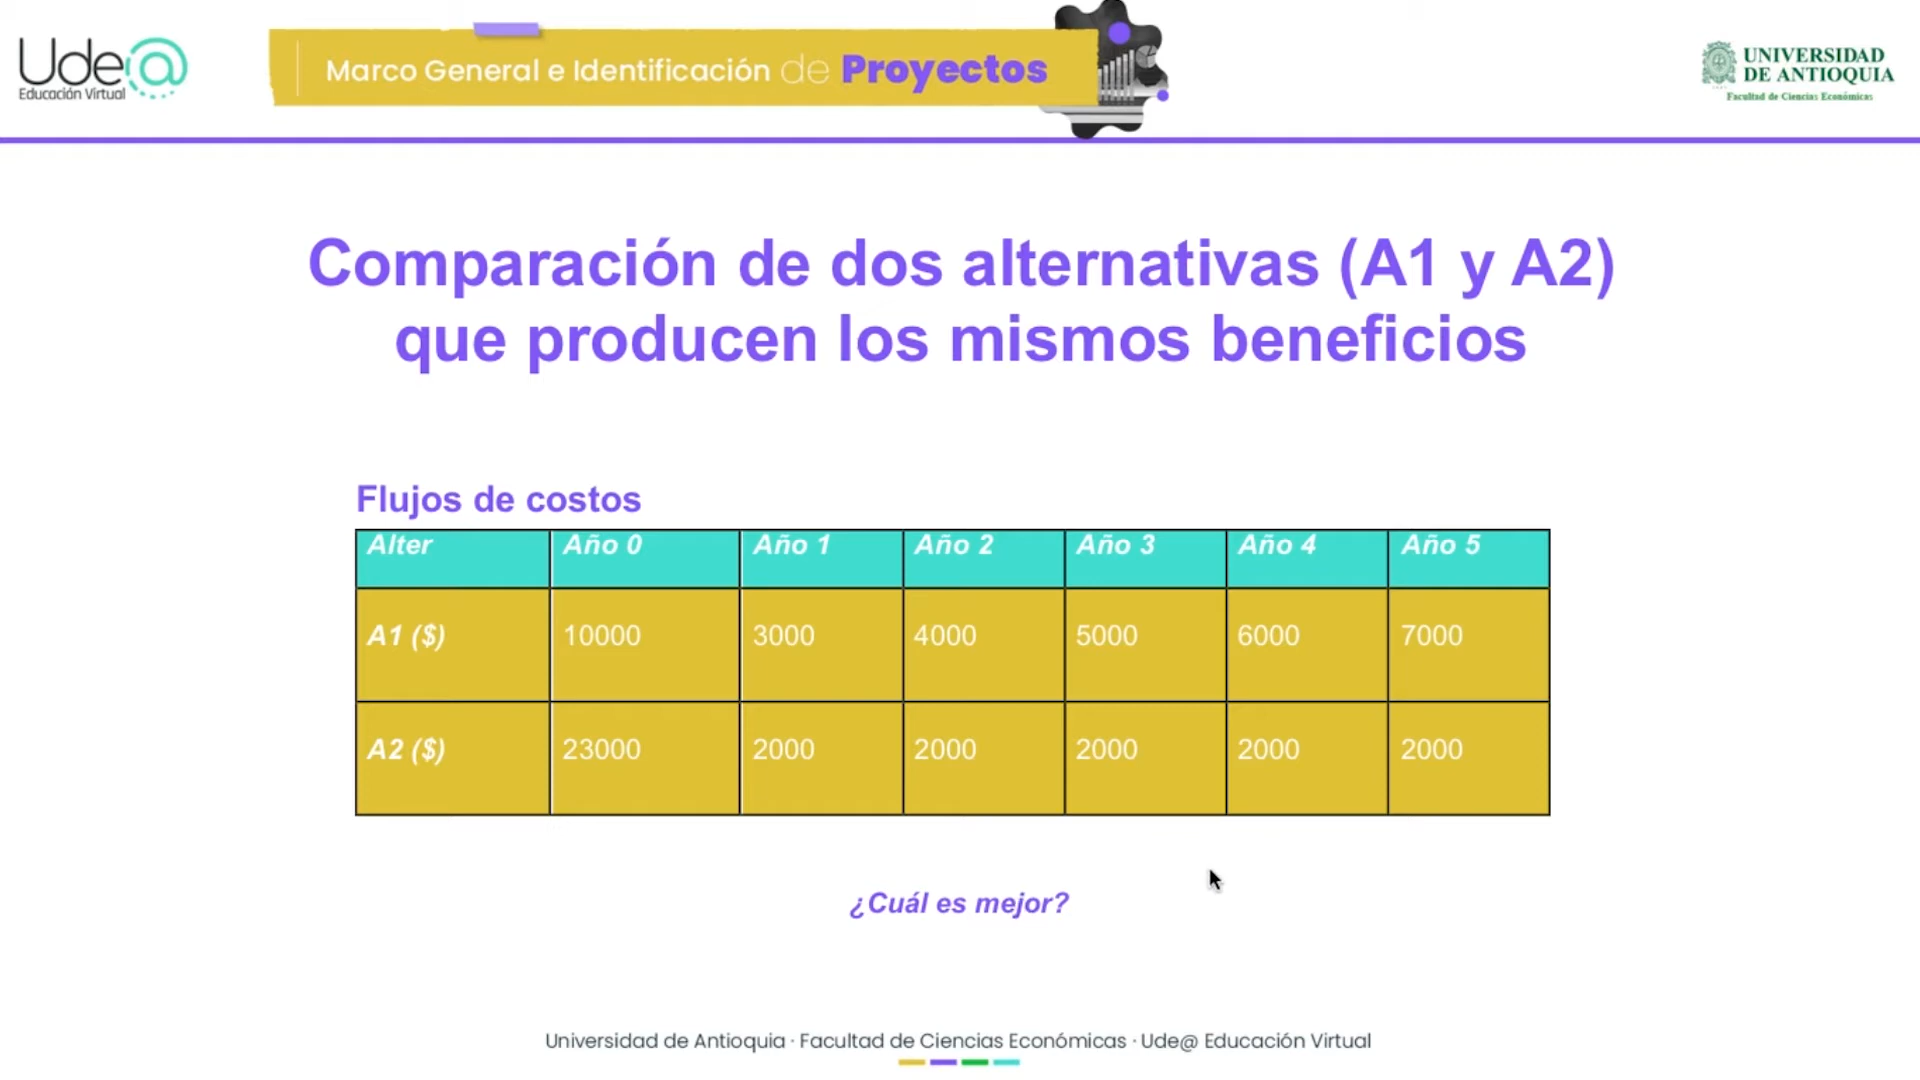 Ude@
Educación Virtual
Marco General e Identificación de Proyectos
UNIVERSIDAD
DE ANTIOQUIA
Facultad de Ciencias Económicas
Comparación de dos alternativas (A1 y A2)
que producen los mismos beneficios
Flujos de costos
Alter Año 0 Año 1 Año 2 Año 3 Año 4 Año 5
A1 ($) 10000 3000 4000 5000 6000 7000
A2 ($) 23000 2000 2000 2000 2000 2000
¿Cuál es mejor?
Universidad de Antioquia · Facultad de Ciencias Económicas · Ude@ Educación Virtual